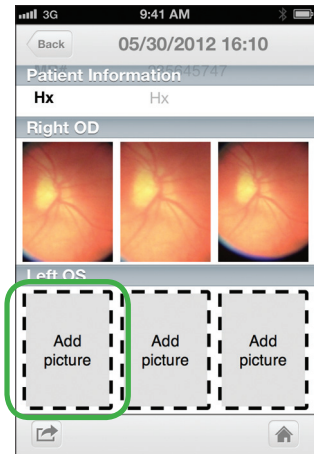 3G 9:41 AM
Back 05/30/2012 16:10
Patient Information
Hx Hx
Right OD
Left OS
Add picture
Add picture
Add picture